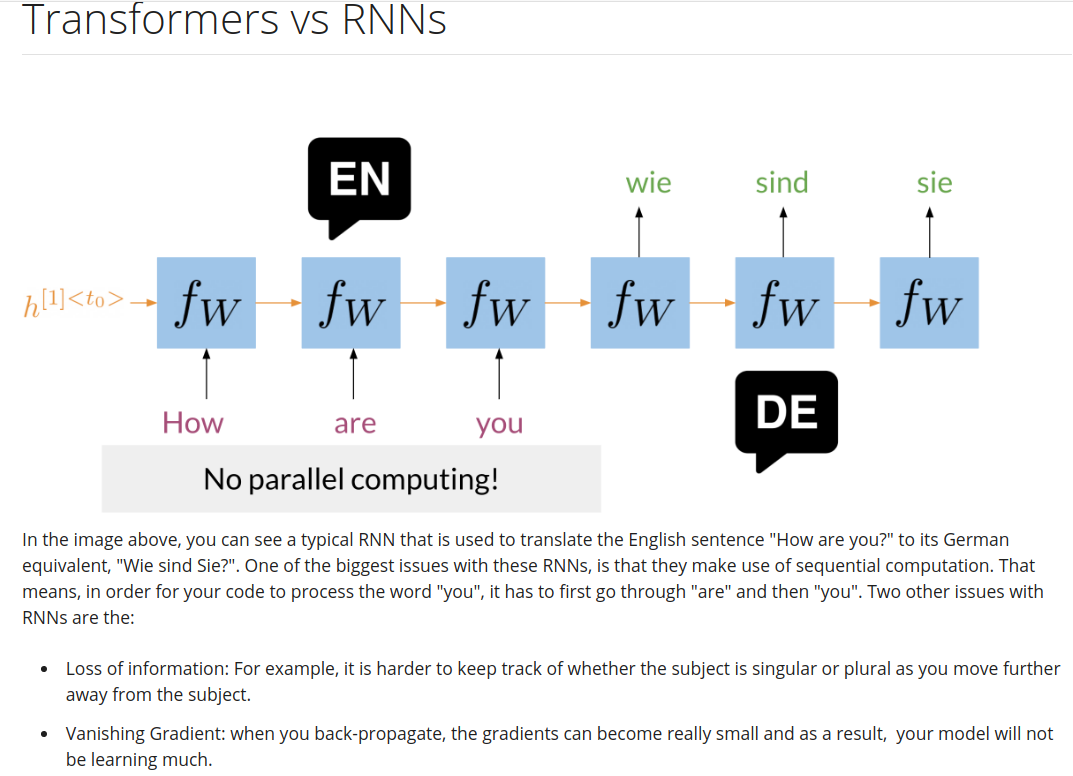 Transformers vs RNNs
EN
wie sind sie
h[1]<t0> fW fW fW fW fW fW
How are you
DE
No parallel computing!
In the image above, you can see a typical RNN that is used to translate the English sentence "How are you?" to its German
equivalent, "Wie sind Sie?". One of the biggest issues with these RNNs, is that they make use of sequential computation. That
means, in order for your code to process the word "you", it has to first go through "are" and then "you". Two other issues with
RNNs are the:
• Loss of information: For example, it is harder to keep track of whether the subject is singular or plural as you move further
away from the subject.
• Vanishing Gradient: when you back-propagate, the gradients can become really small and as a result,  your model will not
be learning much.